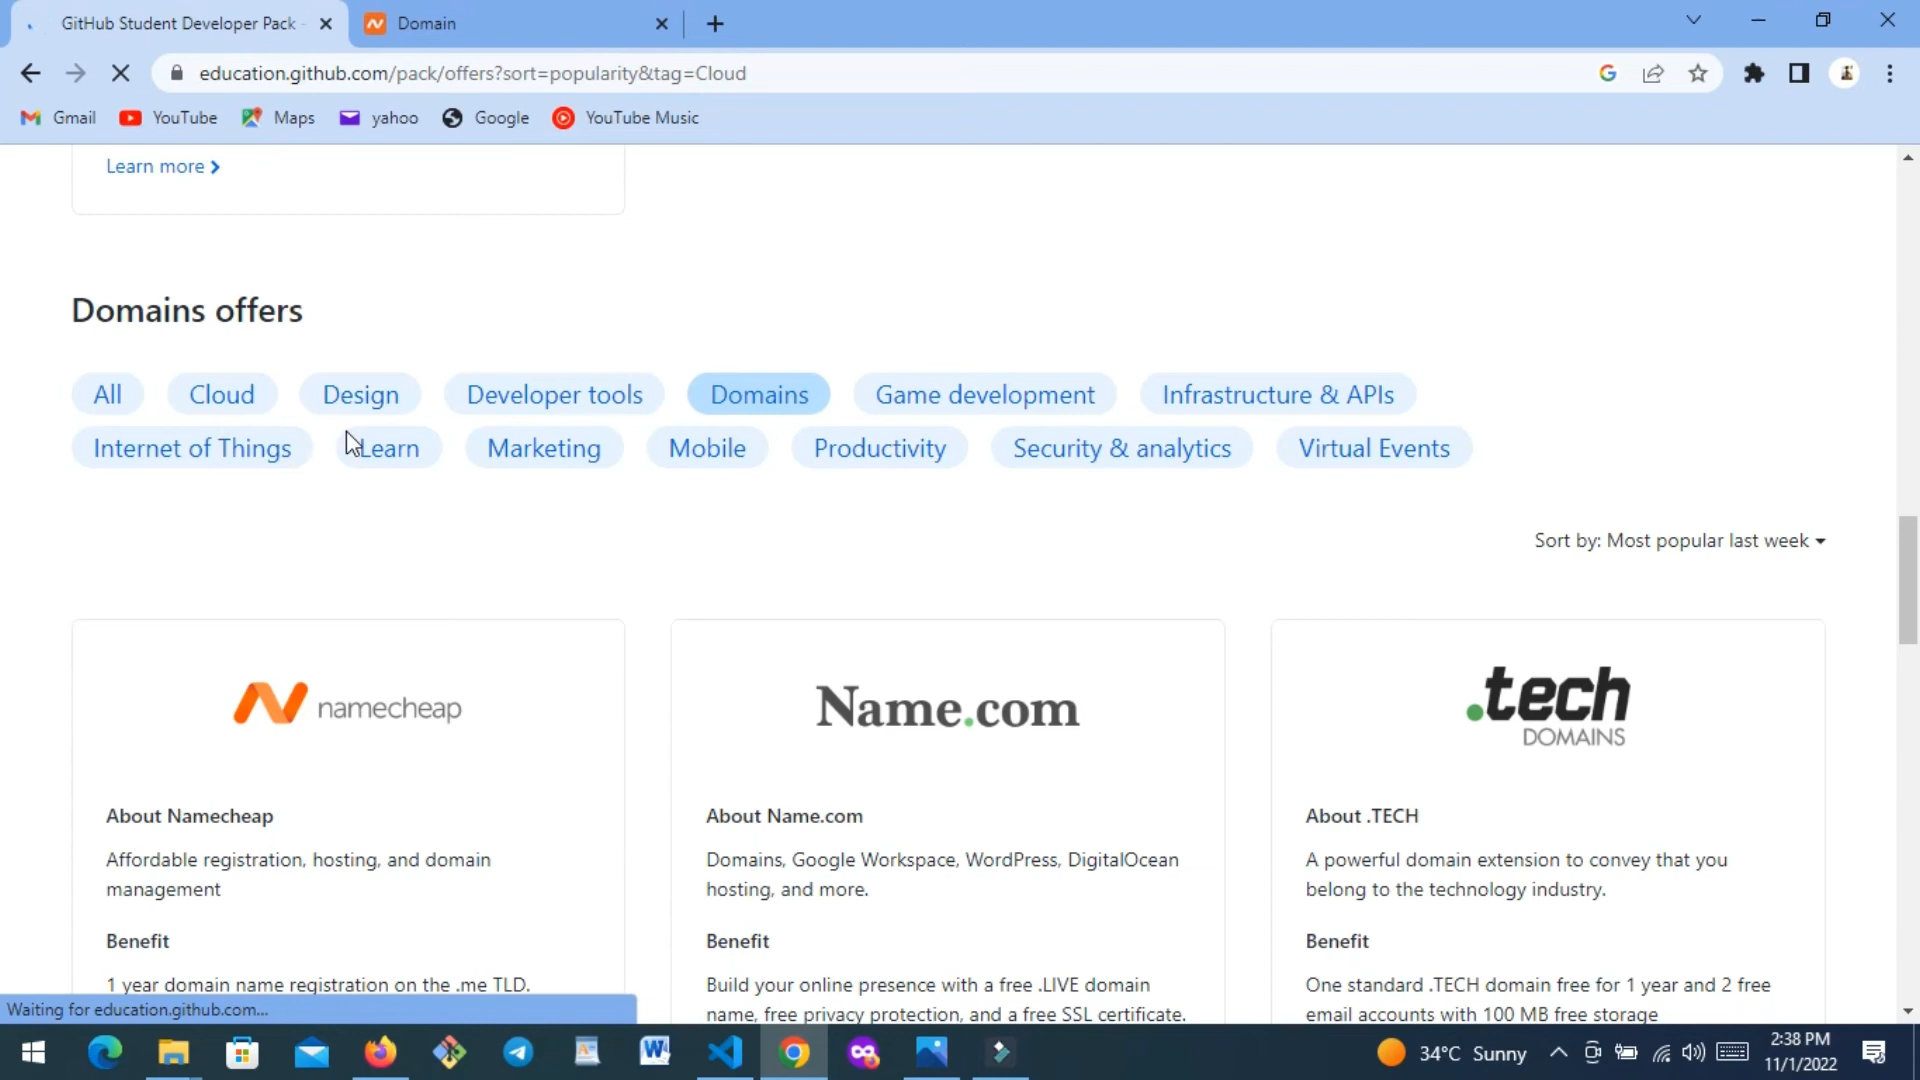 GitHub Student Developer Pack -
Domain
education.github.com/pack/offers?sort=popularity&tag=Cloud
Gmail YouTube Maps yahoo Google YouTube Music
Learn more
Domains offers
All Cloud Design Developer tools Domains Game development Infrastructure & APIs
Internet of Things Learn Marketing Mobile Productivity Security & analytics Virtual Events
Sort by: Most popular last week
namecheap
Name.com
.tech
DOMAINS
About Namecheap
Affordable registration, hosting, and domain
management
Benefit
1 year domain name registration on the .me TLD.
About Name.com
Domains, Google Workspace, WordPress, DigitalOcean
hosting, and more.
Benefit
Build your online presence with a free .LIVE domain
name, free privacy protection, and a free SSL certificate.
About .TECH
A powerful domain extension to convey that you
belong to the technology industry.
Benefit
One standard .TECH domain free for 1 year and 2 free
email accounts with 100 MB free storage
Waiting for education.github.com...
34°C Sunny
2:38 PM
11/1/2022